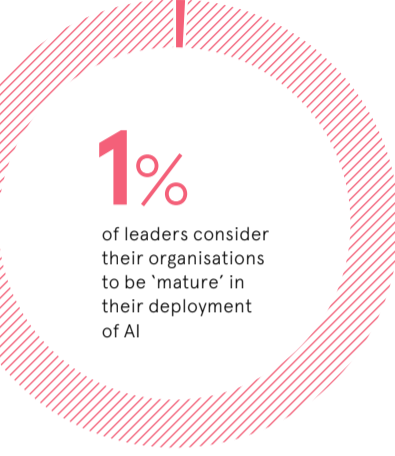 1%
of leaders consider
their organisations
to be ‘mature’ in
their deployment
of AI